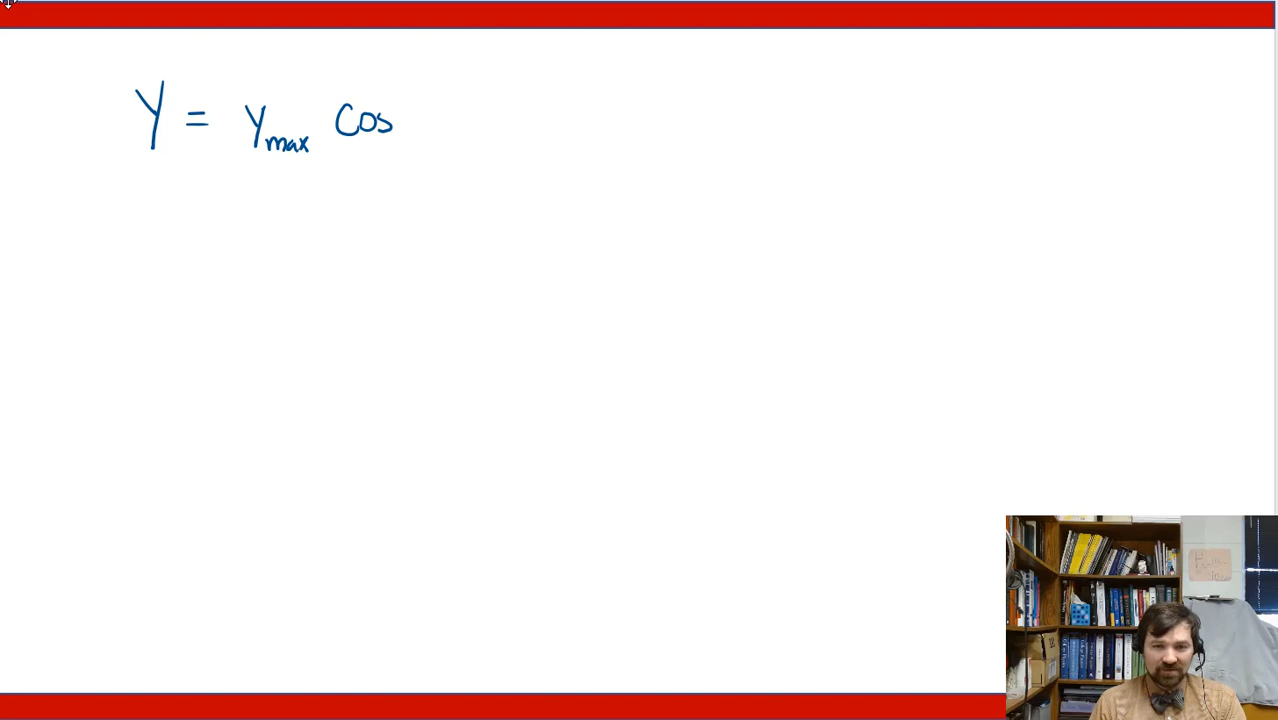 Y = Ymax Cos